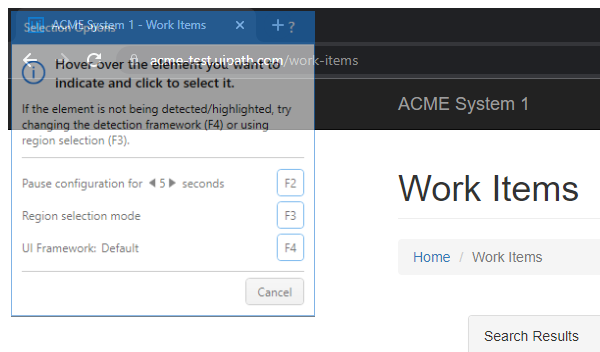 Selection Options
ACME System 1 - Work Items
?
acme-test.uipath.com/work-items
Hover over the element you want to
indicate and click to select it.
If the element is not being detected/highlighted, try
changing the detection framework (F4) or using
region selection (F3).
Pause configuration for 5 seconds
F2
Region selection mode
F3
UI Framework: Default
F4
Cancel
ACME System 1
Work Items
Home / Work Items
Search Results